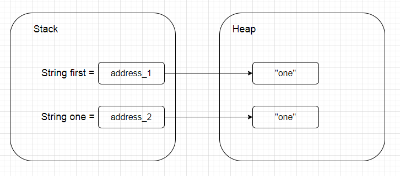 Stack
Heap
String first = address_1
"one"
String one = address_2
"one"